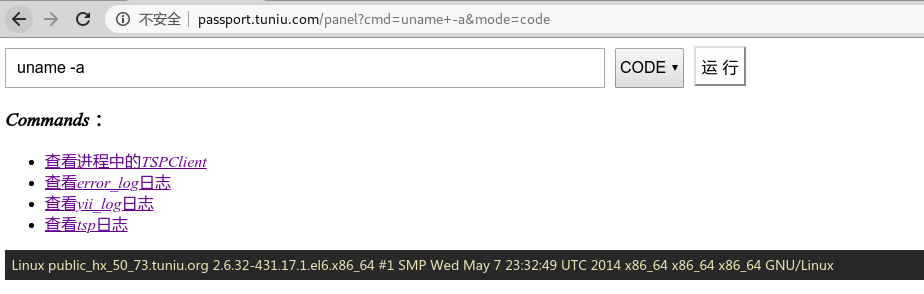 不安全 | passport.tuniu.com/panel?cmd=uname+-a&mode=code
uname -a CODE 运 行
Commands：
查看进程中的TSPClient
查看error_log日志
查看yii_log日志
查看tsp日志
Linux public_hx_50_73.tuniu.org 2.6.32-431.17.1.el6.x86_64 #1 SMP Wed May 7 23:32:49 UTC 2014 x86_64 x86_64 x86_64 GNU/Linux